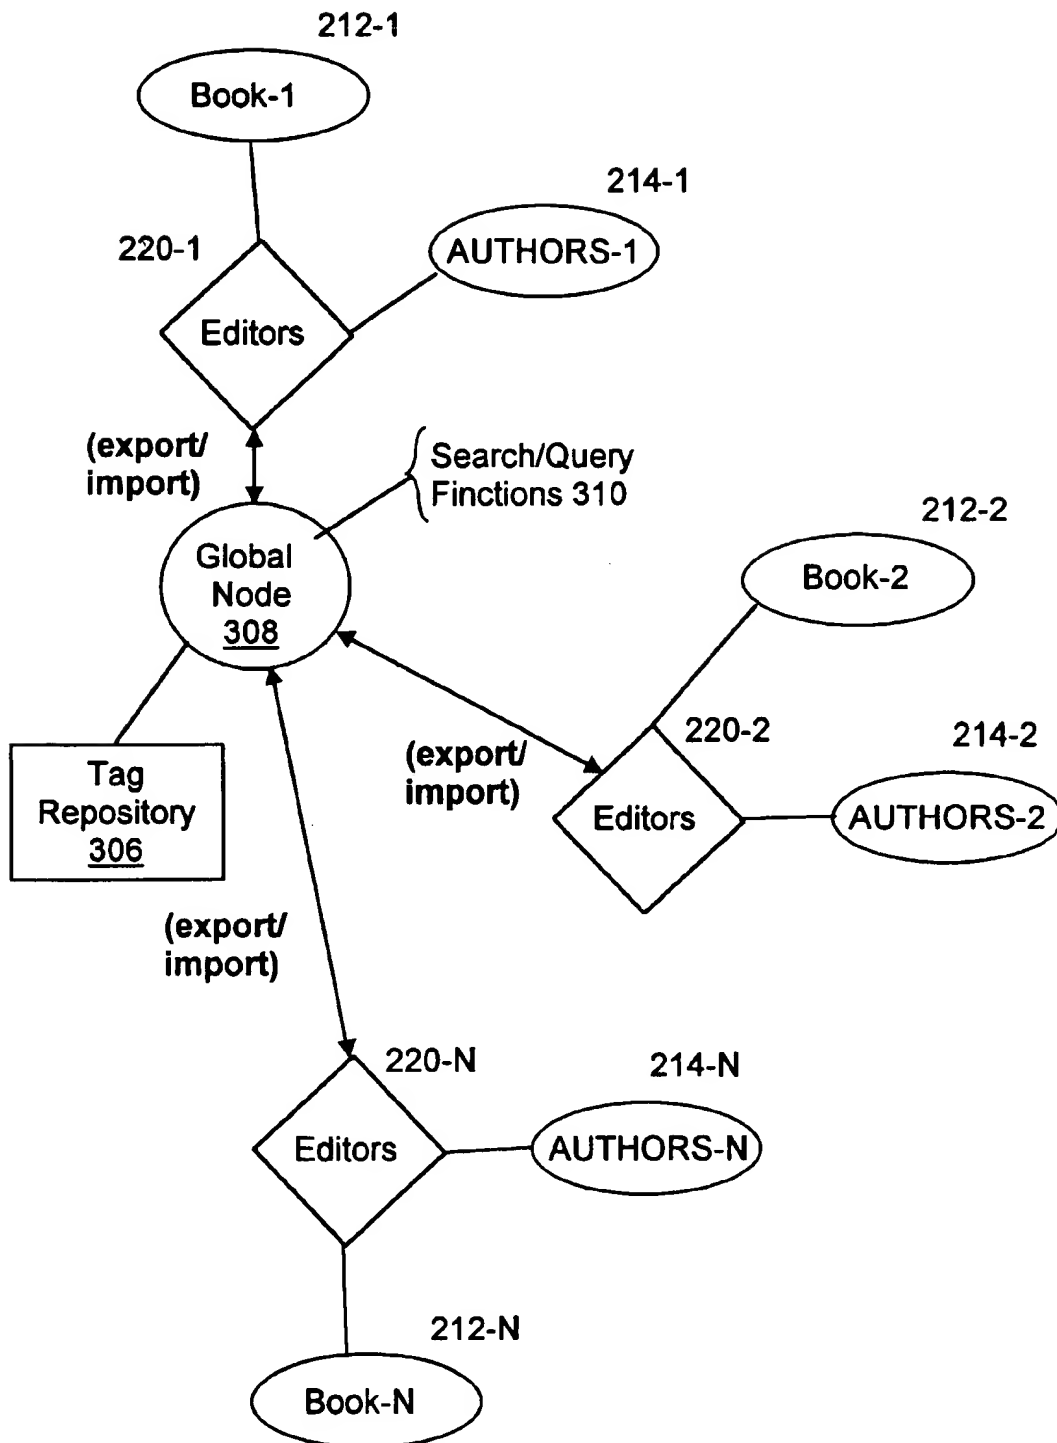 212-1
Book-1
214-1
220-1
AUTHORS-1
Editors
(export/
import)
Search/Query
Finctions 310
Global
Node
308
212-2
Book-2
Tag
Repository
306
(export/
import)
220-2
214-2
Editors
AUTHORS-2
(export/
import)
220-N
214-N
Editors
AUTHORS-N
212-N
Book-N